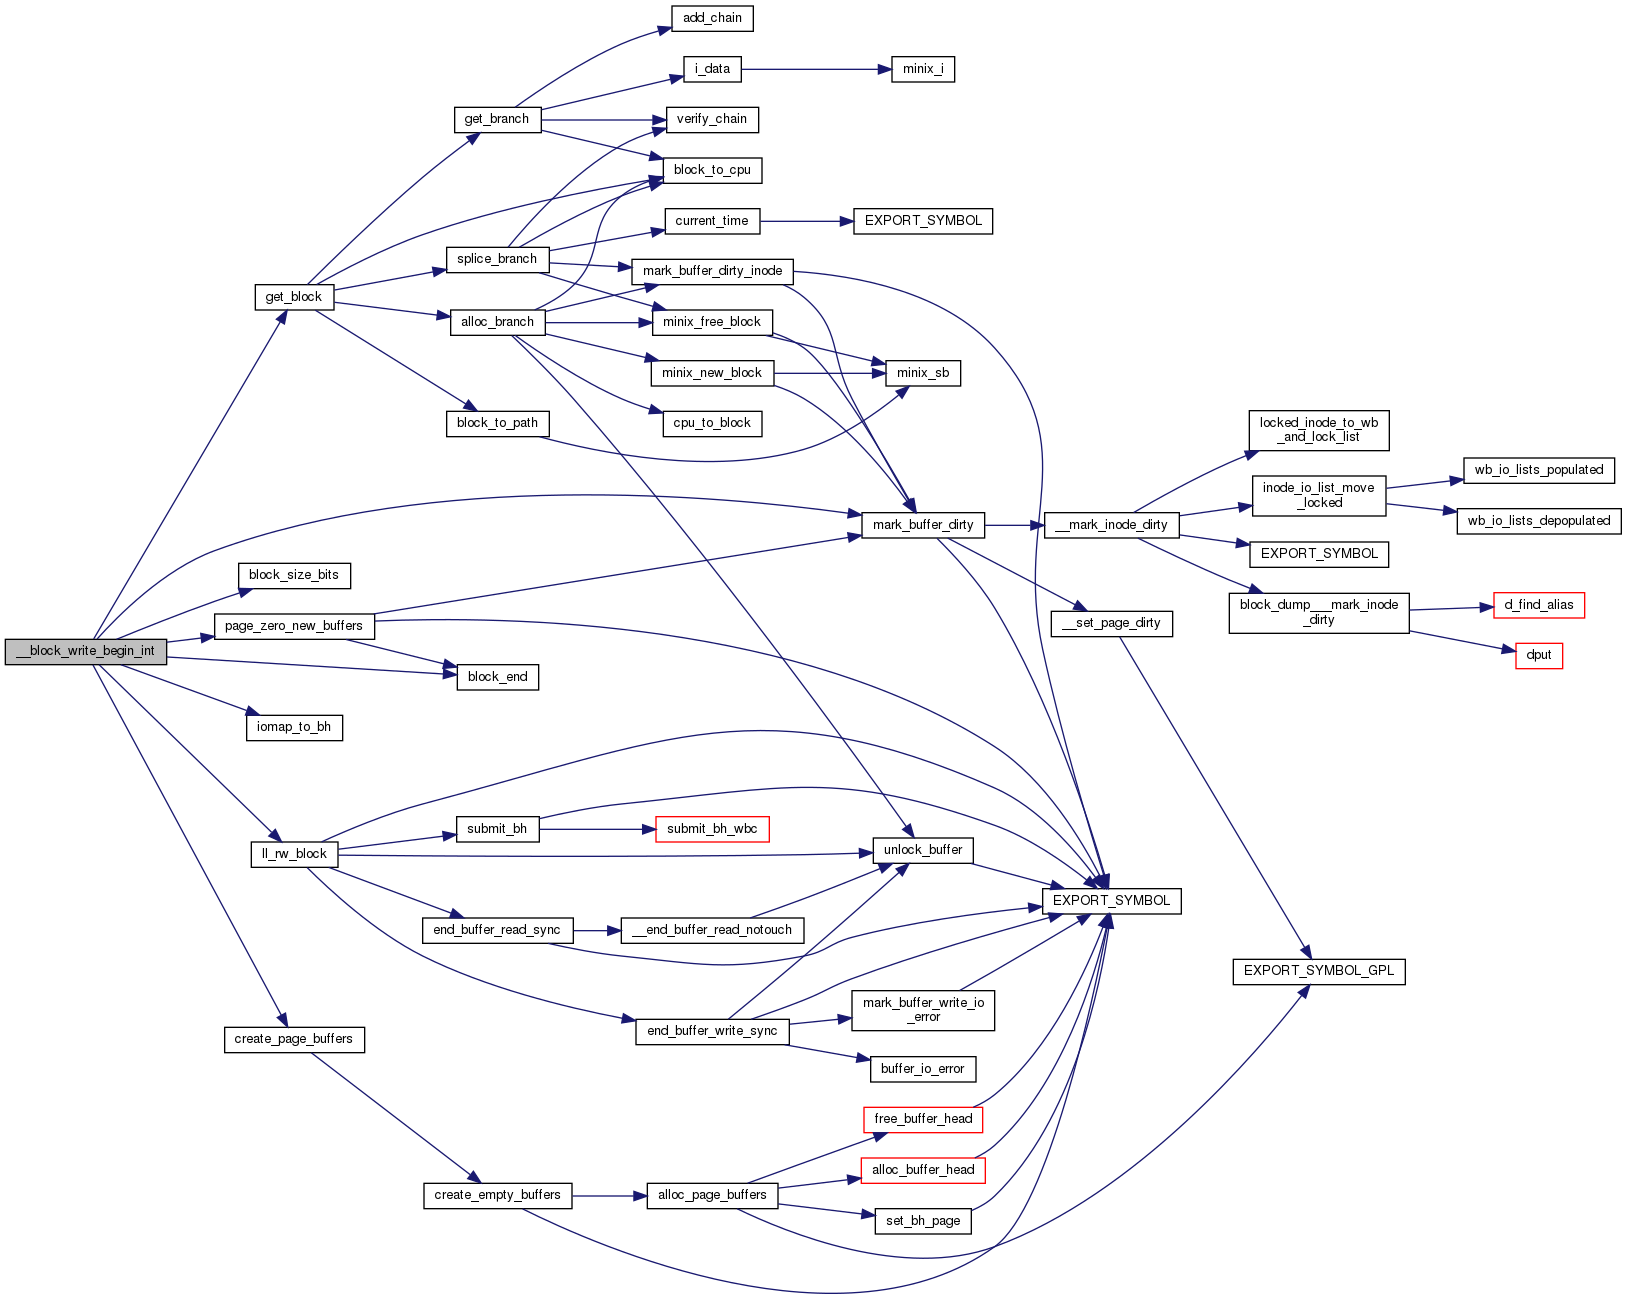 add_chain
i_data
minix_i
get_branch
verify_chain
block_to_cpu
current_time
EXPORT_SYMBOL
splice_branch
mark_buffer_dirty_inode
get_block
alloc_branch
minix_free_block
minix_new_block
minix_sb
block_to_path
cpu_to_block
locked_inode_to_wb
_and_lock_list
wb_io_lists_populated
inode_io_list_move
_locked
wb_io_lists_depopulated
mark_buffer_dirty
__mark_inode_dirty
EXPORT_SYMBOL
block_size_bits
block_dump___mark_inode
_dirty
d_find_alias
page_zero_new_buffers
__set_page_dirty
__block_write_begin_int
dput
block_end
iomap_to_bh
submit_bh
submit_bh_wbc
ll_rw_block
unlock_buffer
EXPORT_SYMBOL
end_buffer_read_sync
__end_buffer_read_notouch
EXPORT_SYMBOL_GPL
mark_buffer_write_io
_error
end_buffer_write_sync
create_page_buffers
buffer_io_error
free_buffer_head
alloc_buffer_head
create_empty_buffers
alloc_page_buffers
set_bh_page